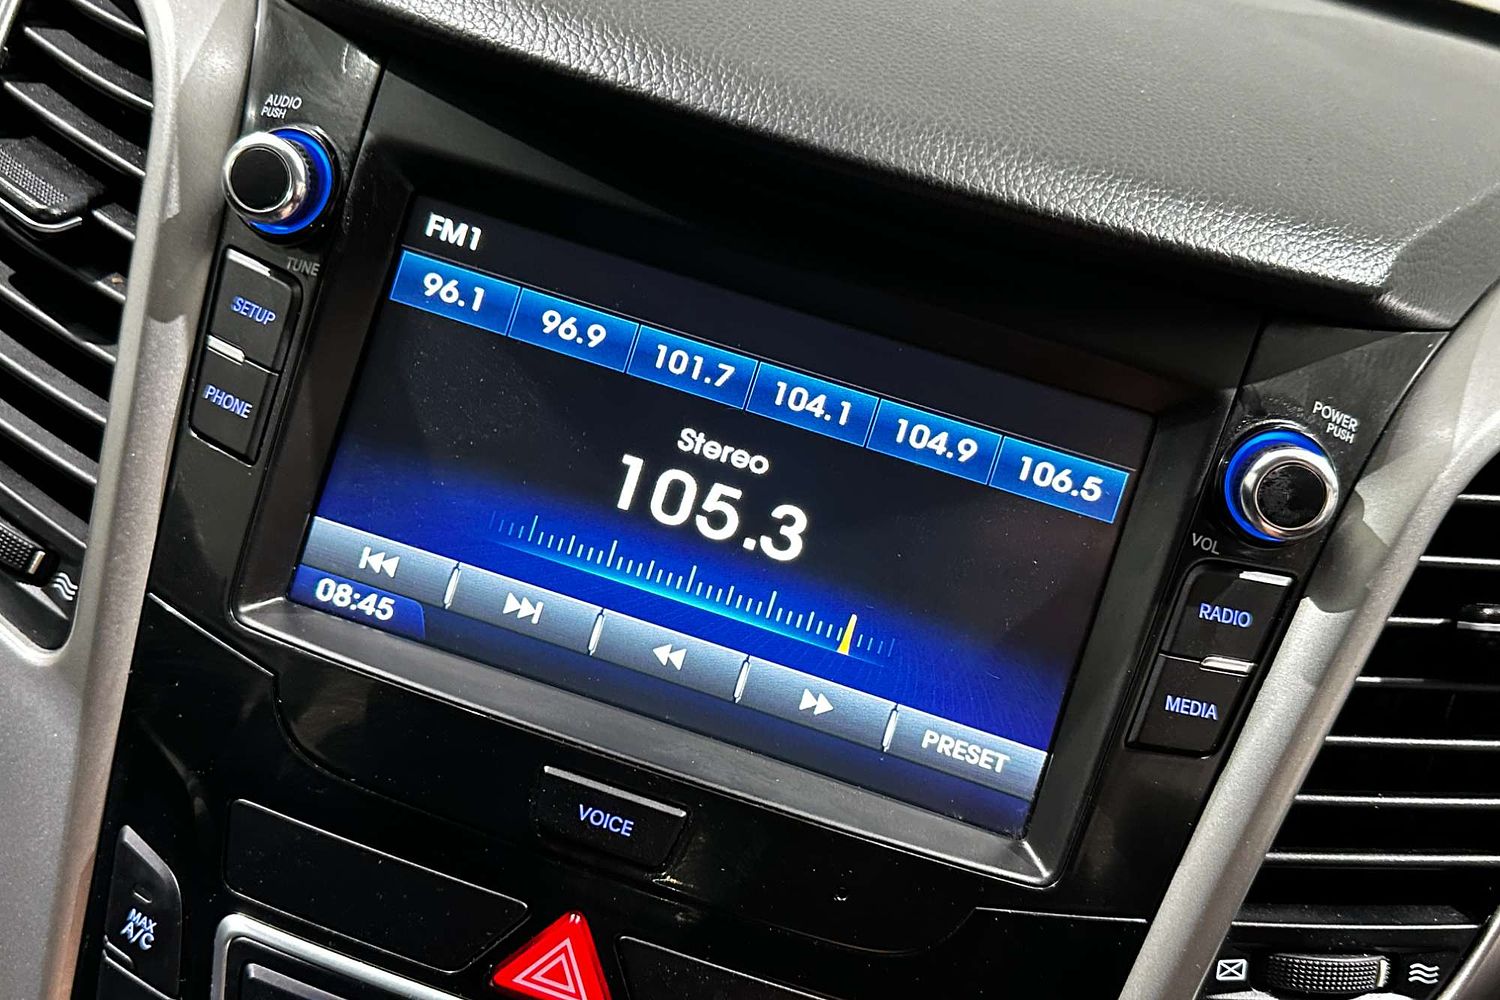 AUDIO
PUSH
TUNE
SETUP
PHONE
FM1
96.1 96.9 101.7 104.1 104.9 106.5
Stereo
105.3
08:45
PRESET
POWER
PUSH
VOL
RADIO
MEDIA
VOICE
MAX
A/C